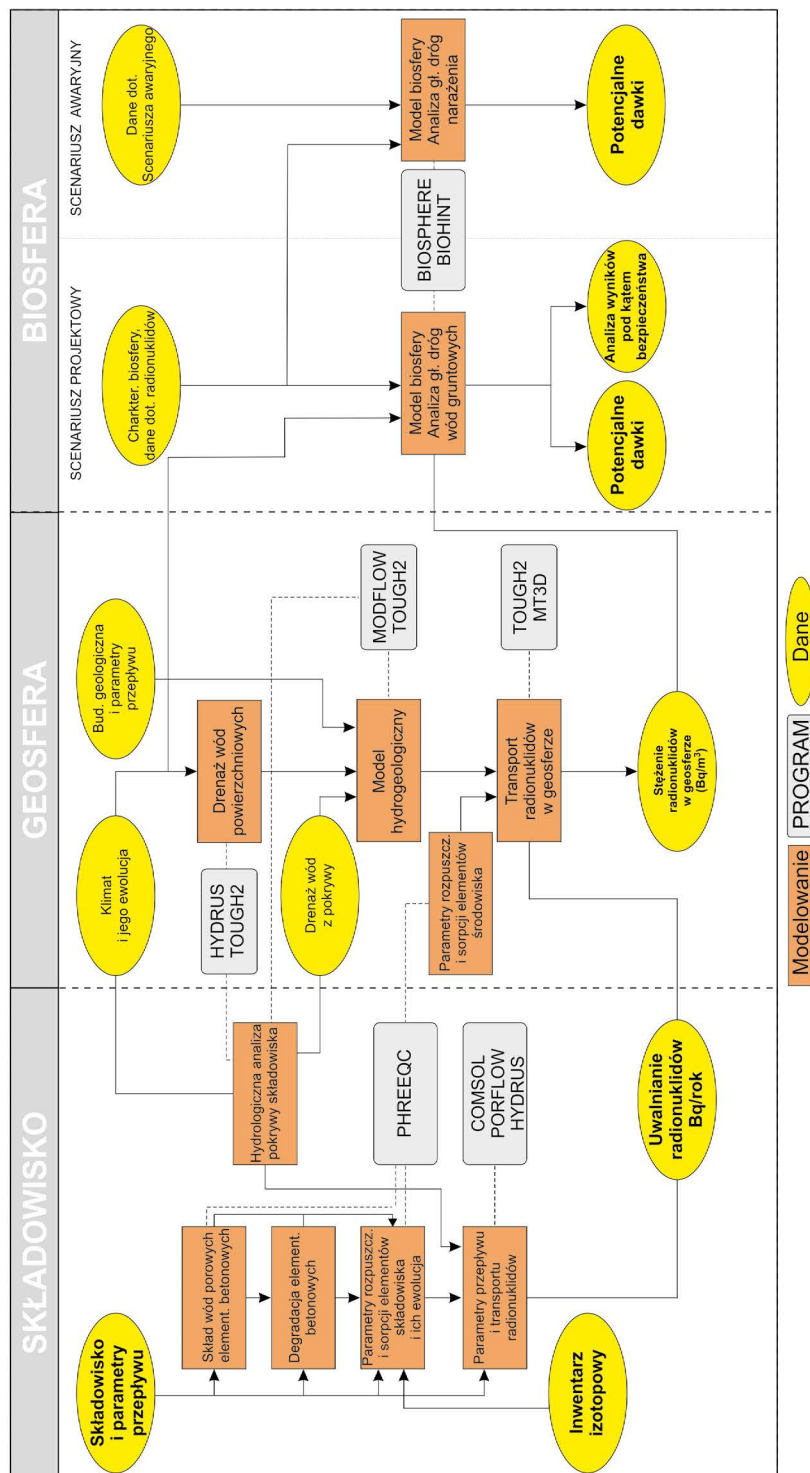 SKŁADOWISKO
Składowisko
i parametry
przepływu
Skład wód porowych
element. betonowych
Degradacja element.
betonowych
Parametry rozpuszcz.
i sorpcji elementów
składowiska
i ich ewolucja
Parametry przepływu
i transportu
radionuklidów
Inwentarz
izotopowy
Hydrologiczna analiza
pokrywy składowiska
PHREEQC
COMSOL
PORFLOW
HYDRUS
Uwalnianie
radionuklidów
Bq/rok
GEOSFERA
Klimat
i jego ewolucja
Bud. geologiczna
i parametry
przepływu
HYDRUS
TOUGH2
Drenaż wód
powierzchniowych
Drenaż wód
z pokrywy
Model
hydrogeologiczny
MODFLOW
TOUGH2
Parametry rozpuszcz.
i sorpcji elementów
środowiska
Transport
radionuklidów
w geosferze
TOUGH2
MT3D
Stężenie
radionuklidów
w geosferze
(Bq/m³)
BIOSFERA
SCENARIUSZ PROJEKTOWY
SCENARIUSZ AWARYJNY
Charkter. biosfery,
dane dot. radionuklidów
Dane dot.
Scenariusza awaryjnego
Model biosfery
Analiza gł. dróg
wód gruntowych
BIOSPHERE
BIOHINT
Model biosfery
Analiza gł. dróg
narażenia
Potencjalne
dawki
Analiza wyników
pod kątem
bezpieczeństwa
Potencjalne
dawki
Modelowanie
PROGRAM
Dane